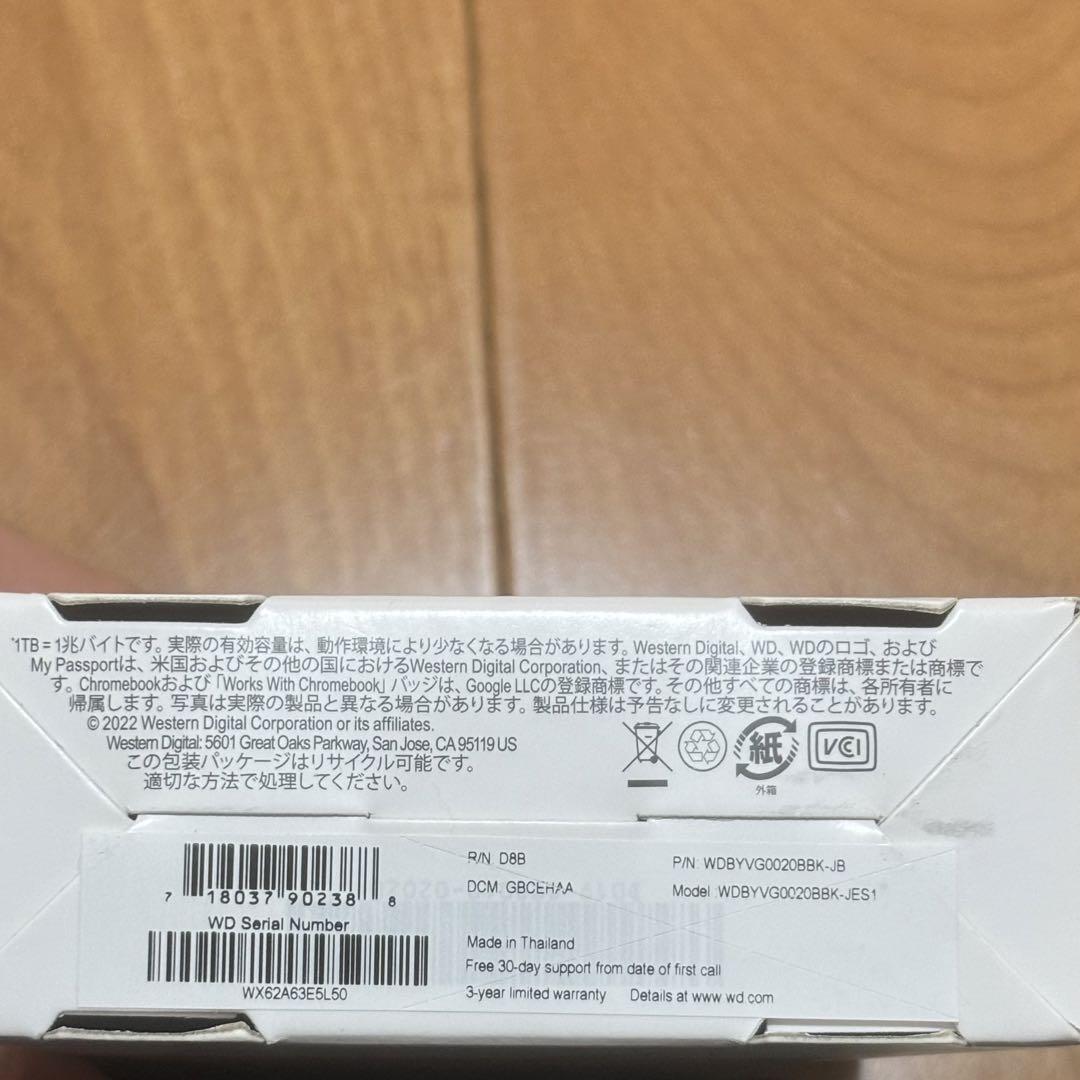 *1TB = 1兆バイトです。実際の有効容量は、動作環境により少なくなる場合があります。Western Digital、WD、WDのロゴ、および
My Passportは、米国およびその他の国におけるWestern Digital Corporation、またはその関連企業の登録商標または商標で
す。Chromebookおよび「Works With Chromebook」バッジは、Google LLCの登録商標です。その他すべての商標は、各所有者に
帰属します。写真は実際の製品と異なる場合があります。製品仕様は予告なしに変更されることがあります。
© 2022 Western Digital Corporation or its affiliates.
Western Digital: 5601 Great Oaks Parkway, San Jose, CA 95119 US
この包装パッケージはリサイクル可能です。
適切な方法で処理してください。
紙
外箱
VCCI
7 18037 90238 8
WD Serial Number
WX62A63E5L50
R/N: D8B
DCM: GBCEHAA
Made in Thailand
Free 30-day support from date of first call
3-year limited warranty Details at www.wd.com
P/N: WDBYVG0020BBK-JB
Model :WDBYVG0020BBK-JES1